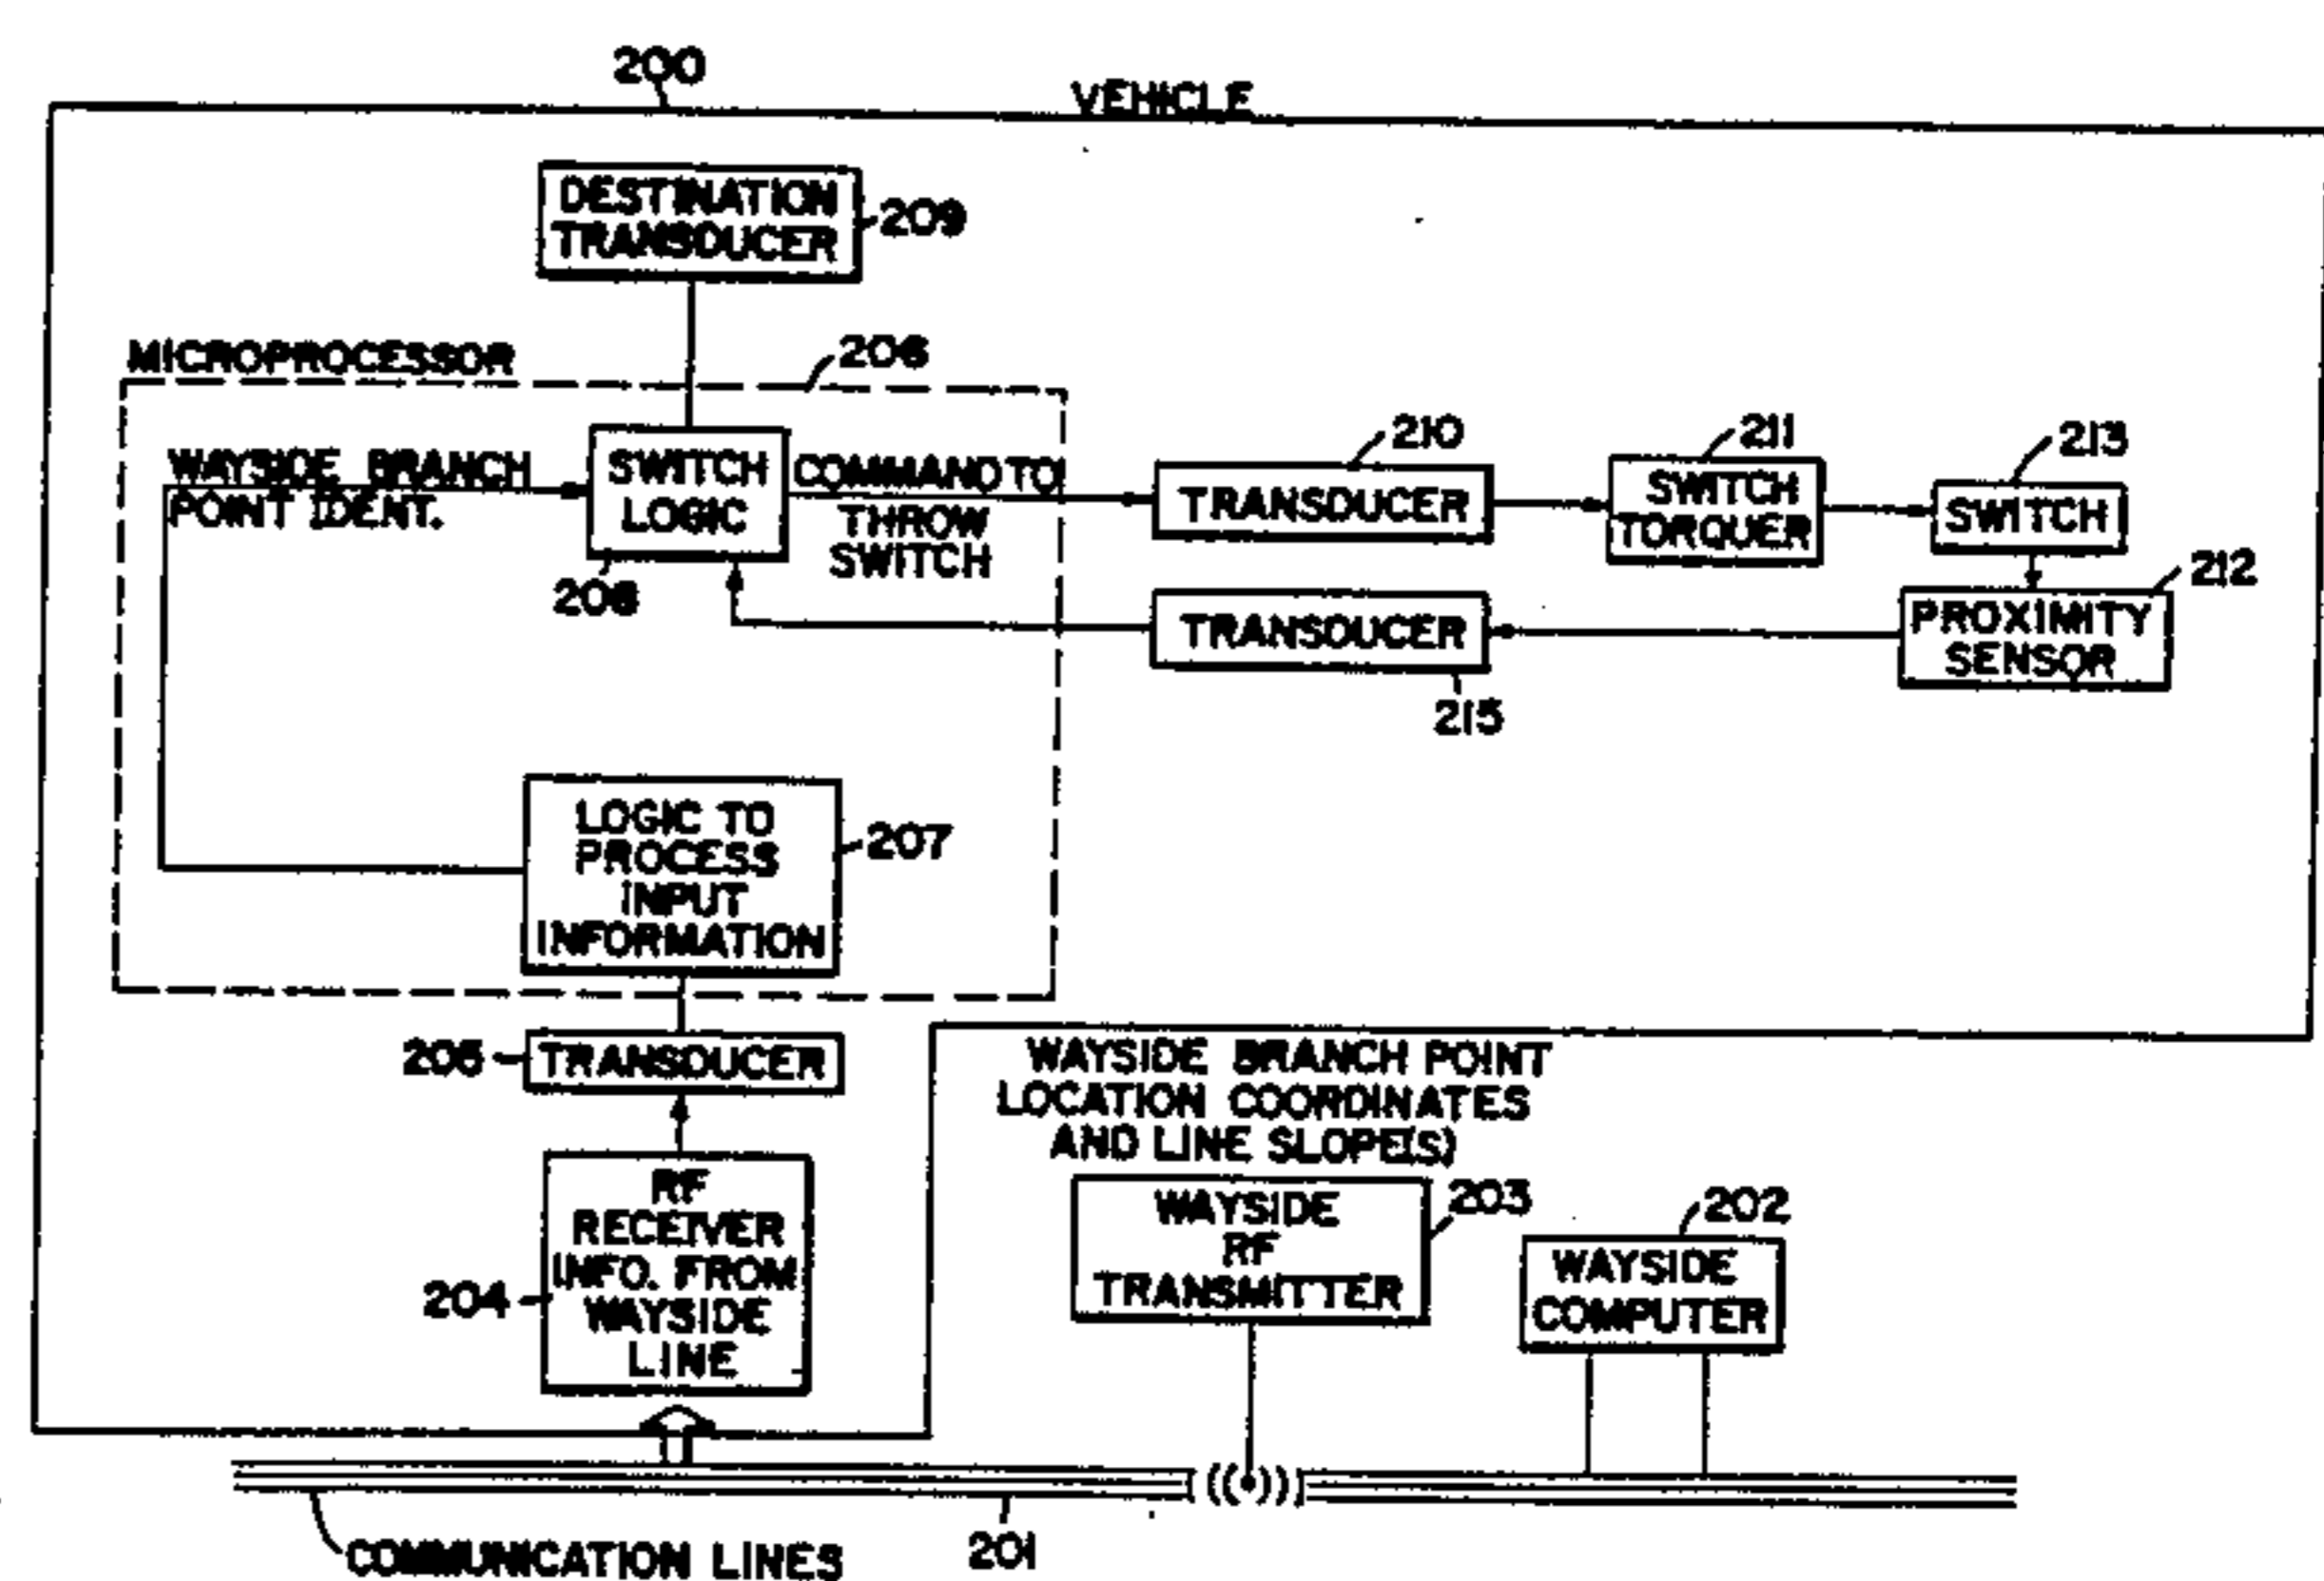 200
VEHICLE
DESTINATION
TRANSDUCER
209
MICROPROCESSOR
206
WAYSIDE BRANCH
POINT IDENT.
SWITCH
LOGIC
COMMAND TO
THROW
SWITCH
208
210
TRANSDUCER
211
SWITCH
TORQUER
213
SWITCH
212
PROXIMITY
SENSOR
TRANSDUCER
215
LOGIC TO
PROCESS
INPUT
INFORMATION
207
205
TRANSDUCER
WAYSIDE BRANCH POINT
LOCATION COORDINATES
AND LINE SLOPE(S)
RF
RECEIVER
INFO. FROM
WAYSIDE
LINE
204
WAYSIDE
RF
TRANSMITTER
203
202
WAYSIDE
COMPUTER
COMMUNICATION LINES
201